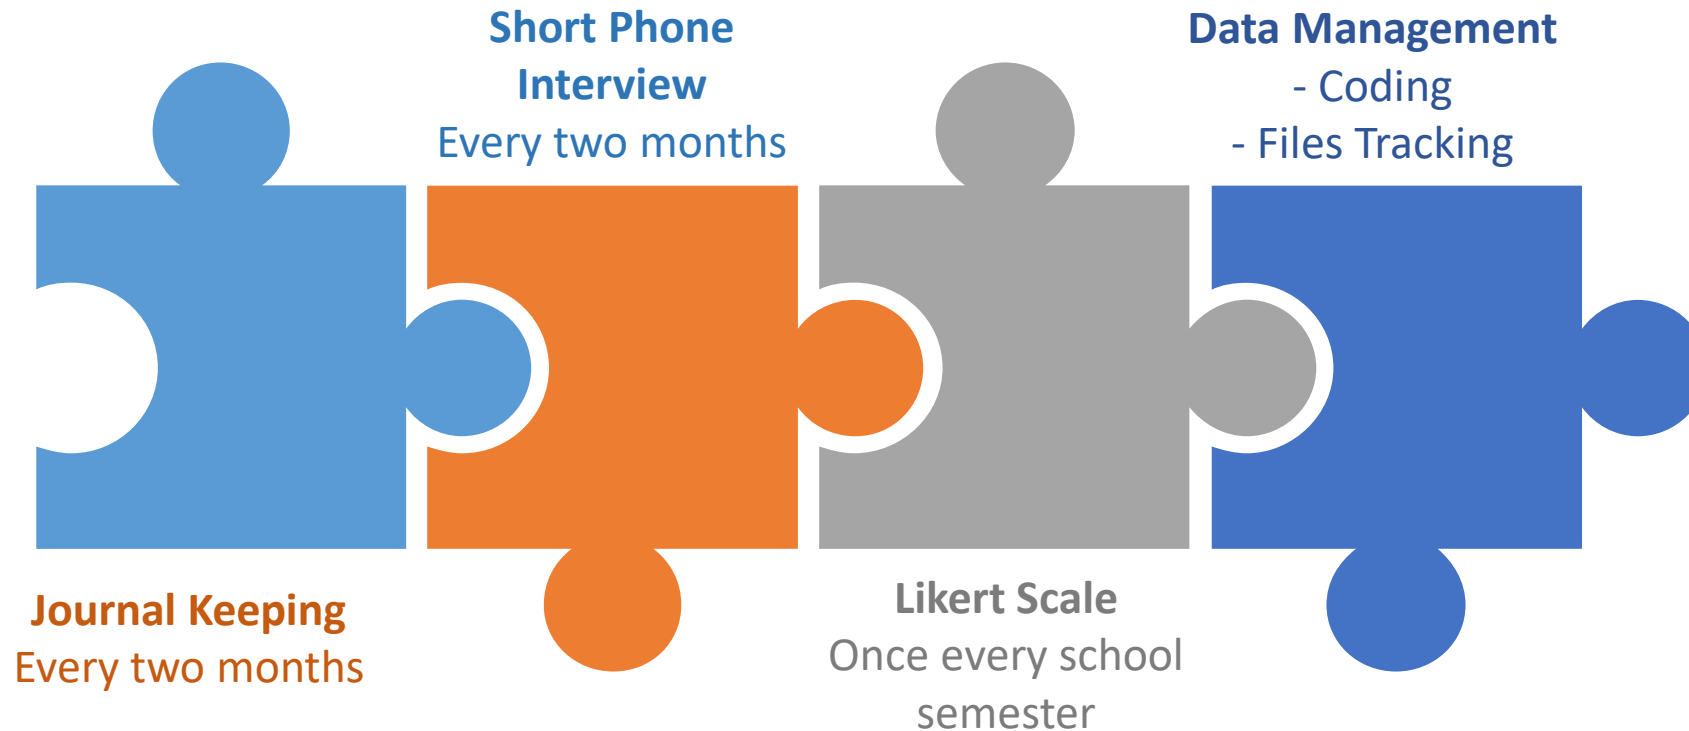 Short Phone
Interview
Every two months
Data Management
- Coding
- Files Tracking
Journal Keeping
Every two months
Likert Scale
Once every school
semester